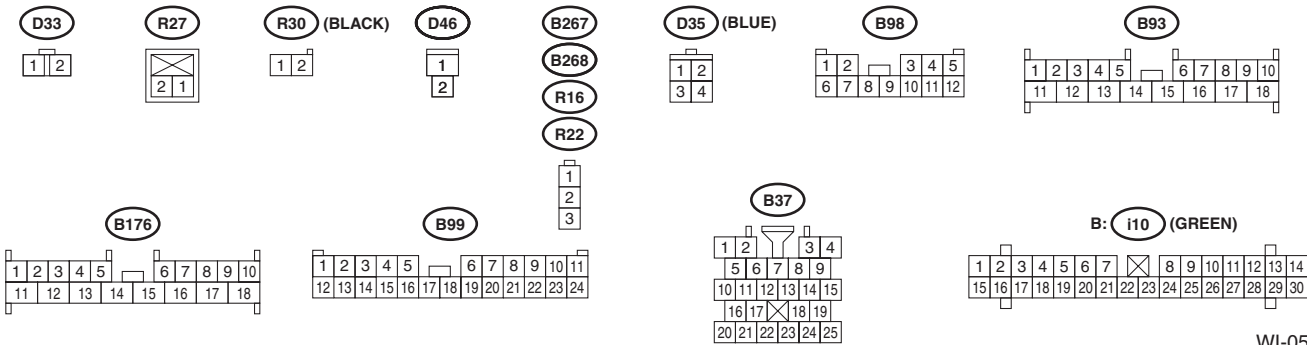 D33 R27 R30 (BLACK) D46 B267 D35 (BLUE) B98 B93
B268
R16
R22
1 2
2 1
1 2
1
2
1
2
3
1 2
3 4
1 2 3 4 5
6 7 8 9 10 11 12
1 2 3 4 5 6 7 8 9 10
11 12 13 14 15 16 17 18
B176 B99 B37 B: i10 (GREEN)
1 2 3 4 5 6 7 8 9 10
11 12 13 14 15 16 17 18
1 2 3 4 5 6 7 8 9 10 11
12 13 14 15 16 17 18 19 20 21 22 23 24
1 2 3 4
5 6 7 8 9
10 11 12 13 14 15
16 17 18 19
20 21 22 23 24 25
1 2 3 4 5 6 7 8 9 10 11 12 13 14
15 16 17 18 19 20 21 22 23 24 25 26 27 28 29 30
WI-05